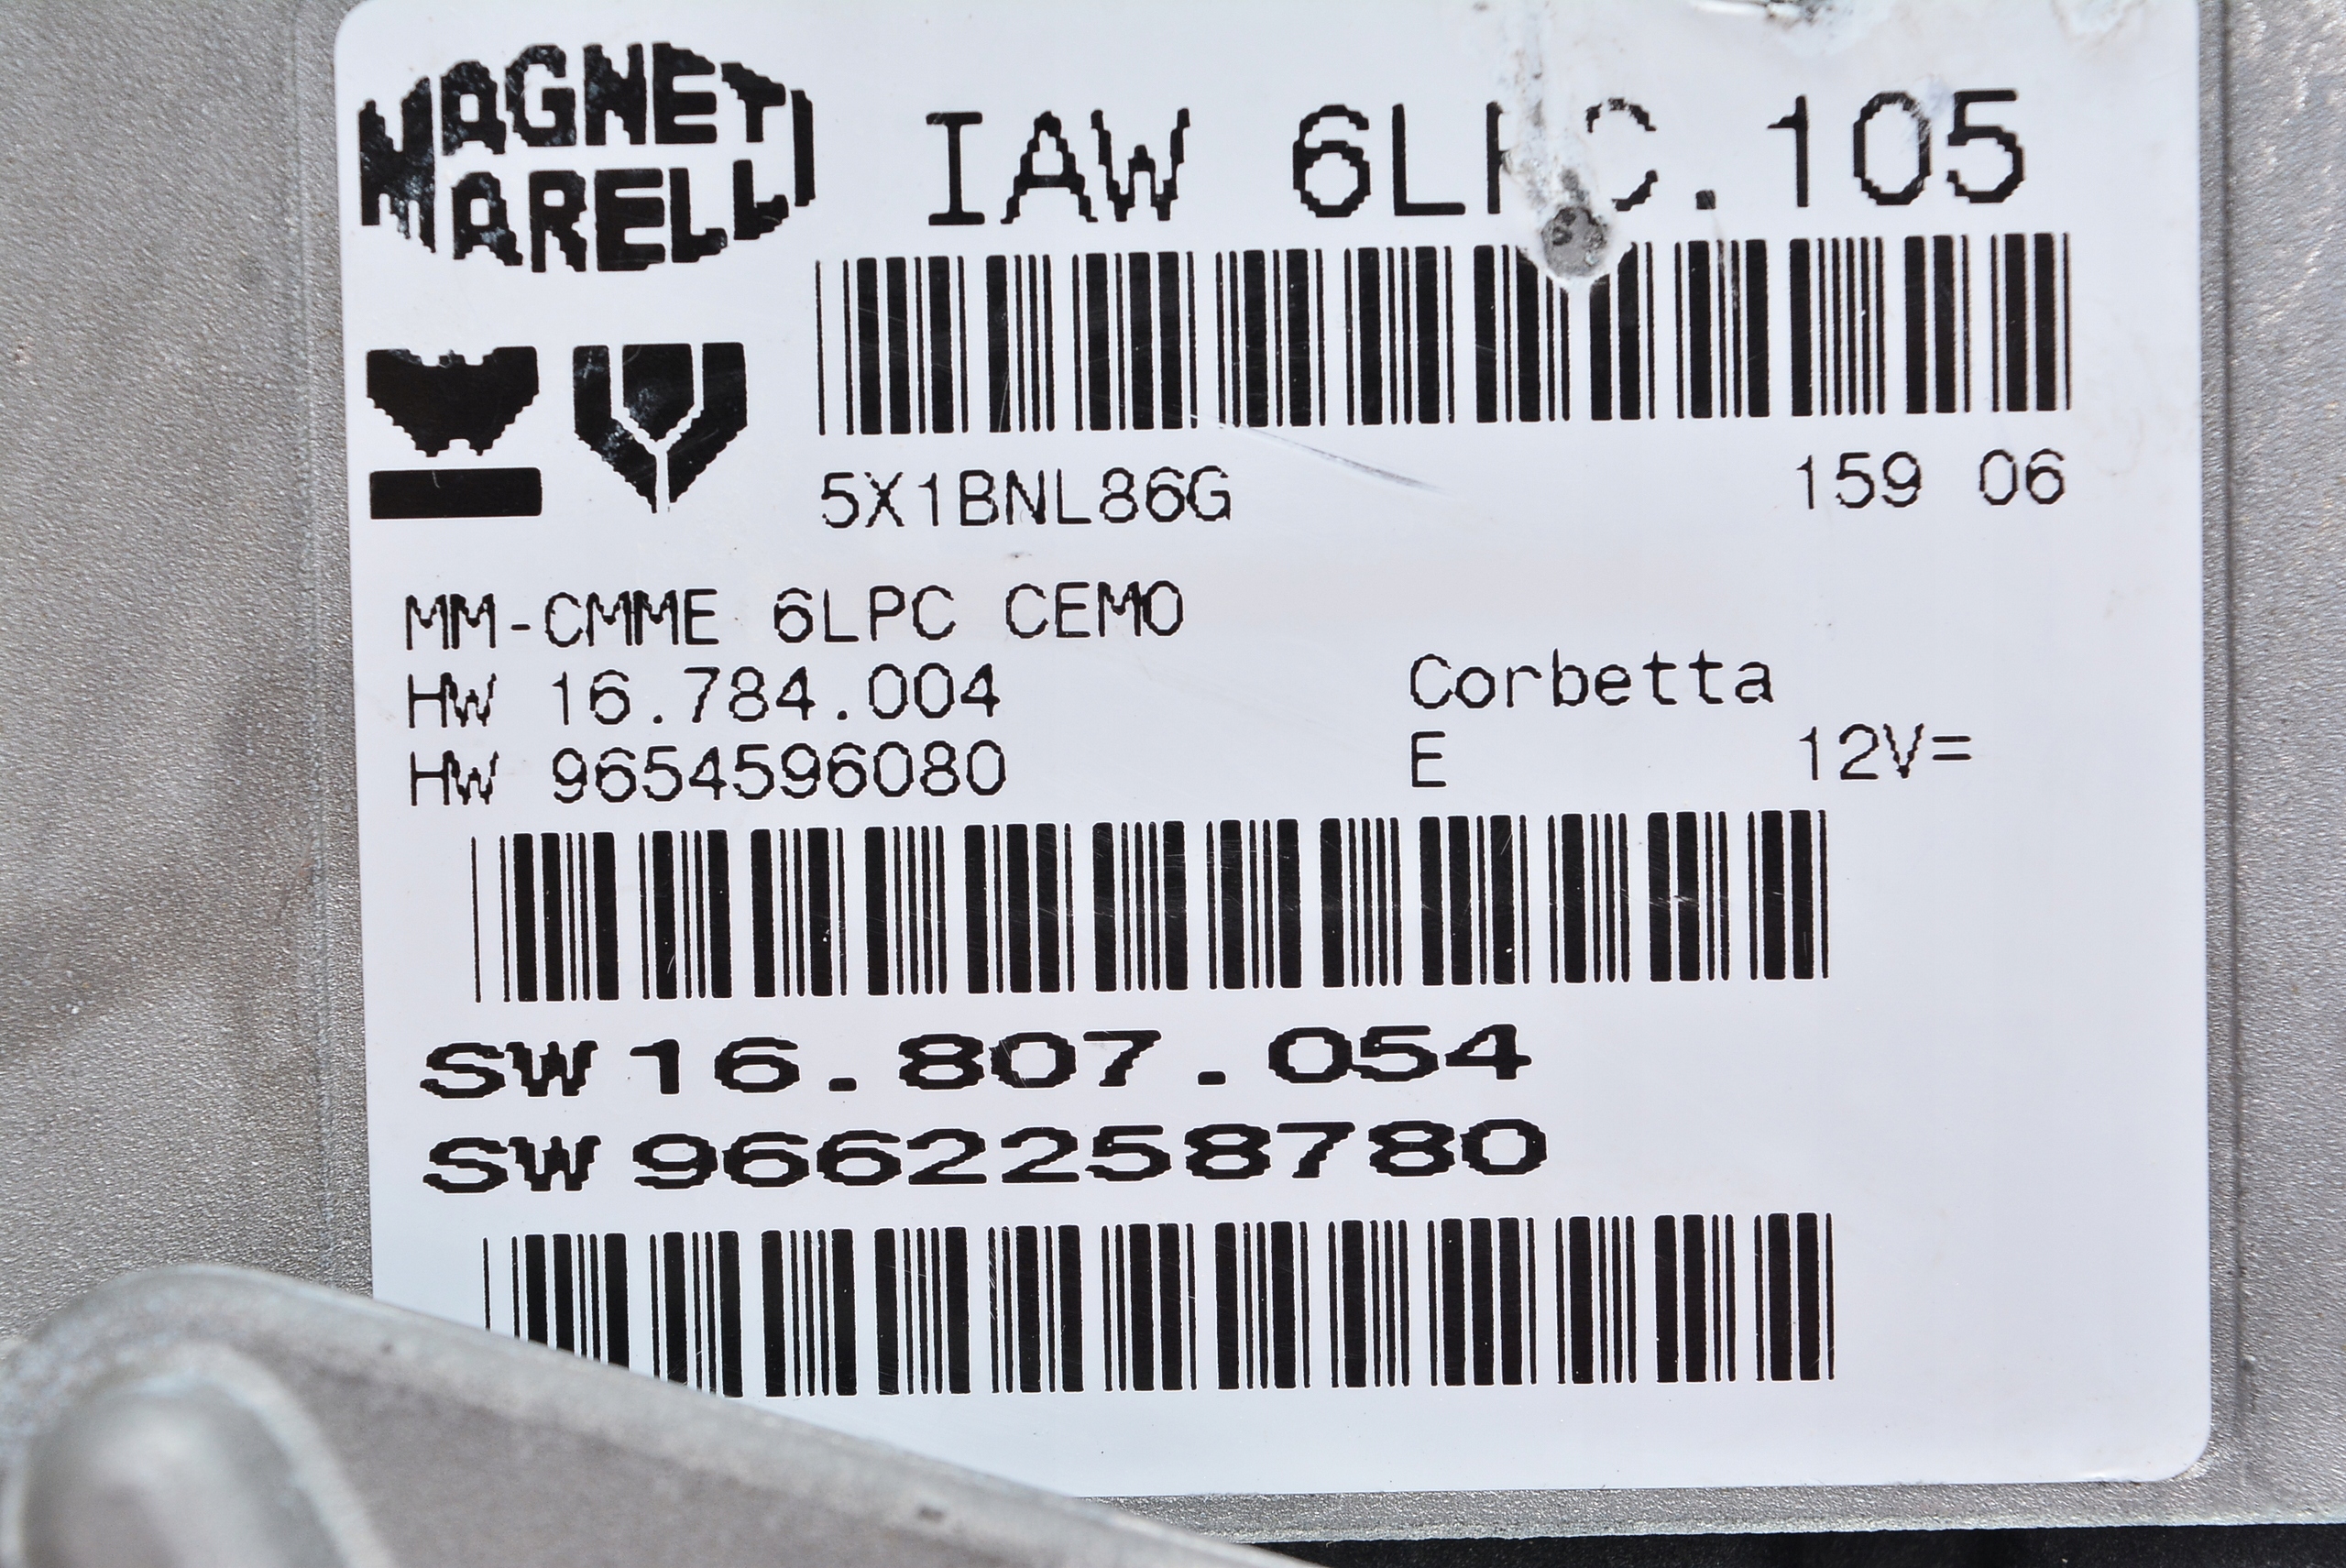 MAGNETI
MARELLI
IAW 6LPC.105
5X1BNL86G 159 06
MM-CMME 6LPC CEM0
HW 16.784.004 Corbetta
HW 9654596080 E 12V=
SW 16.807.054
SW 9662258780